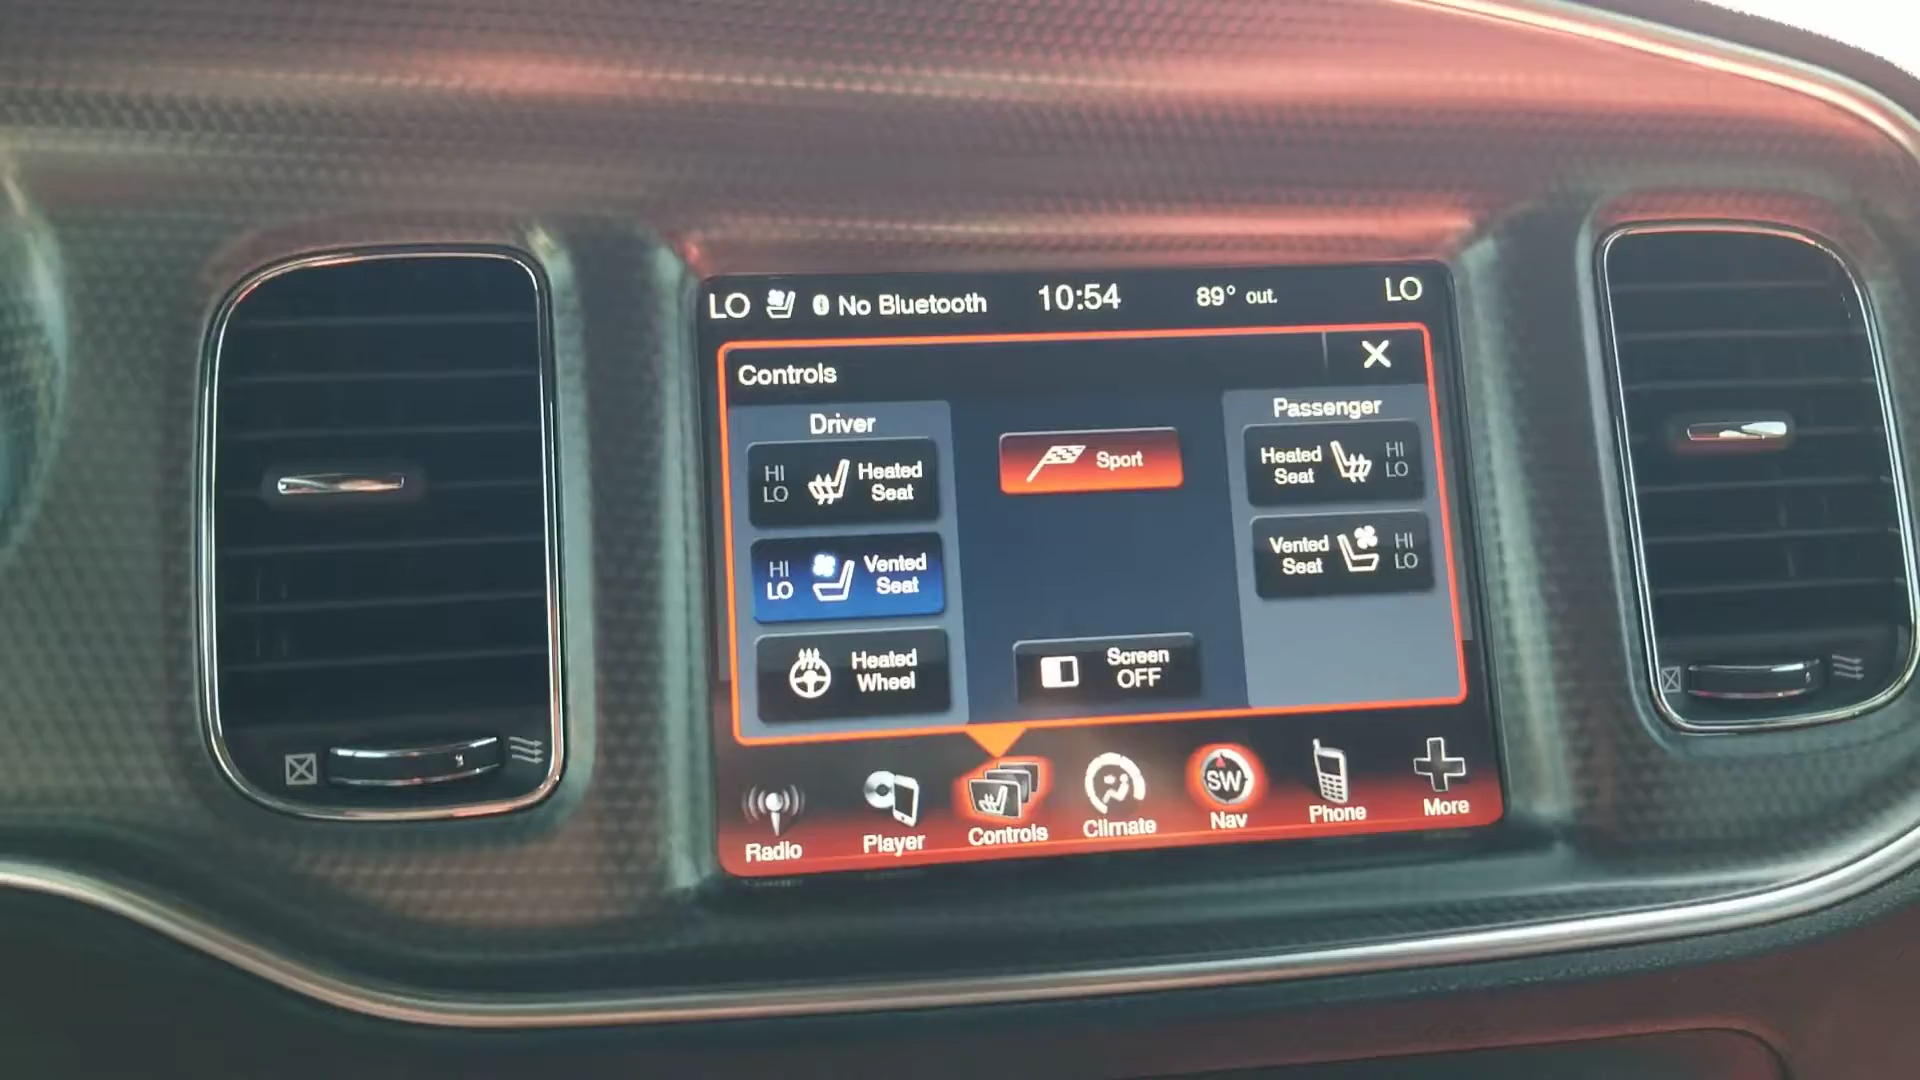 LO No Bluetooth 10:54 89° out. LO
Controls X
Driver
HI
LO
Heated
Seat
HI
LO
Vented
Seat
Heated
Wheel
Sport
Screen
OFF
Passenger
Heated
Seat
HI
LO
Vented
Seat
HI
LO
Radio
Player
Controls
Climate
SW
Nav
Phone
More